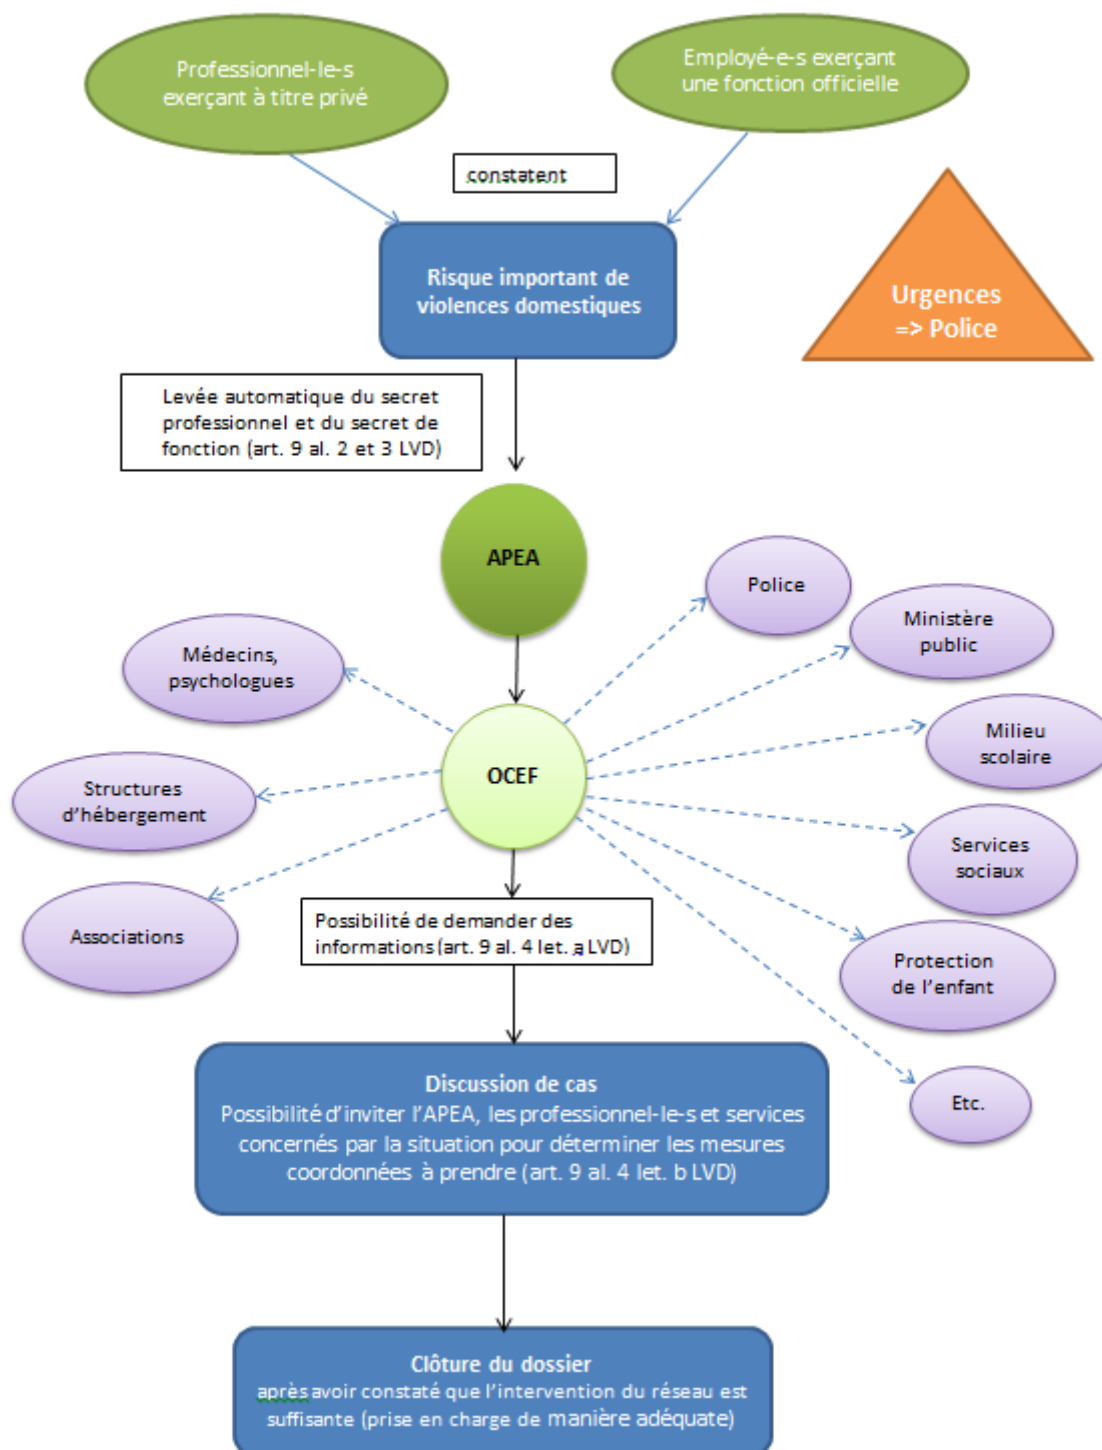 Professionnel-le-s
exerçant à titre privé
Employé-e-s exerçant
une fonction officielle
constatent
Risque important de
violences domestiques
Urgences
=> Police
Levée automatique du secret
professionnel et du secret de
fonction (art. 9 al. 2 et 3 LVD)
APEA
Police
Ministère
public
Médecins,
psychologues
Milieu
scolaire
OCEF
Structures
d'hébergement
Services
sociaux
Associations
Possibilité de demander des
informations (art. 9 al. 4 let. a LVD)
Protection
de l'enfant
Etc.
Discussion de cas
Possibilité d'inviter l'APEA, les professionnel-le-s et services
concernés par la situation pour déterminer les mesures
coordonnées à prendre (art. 9 al. 4 let. b LVD)
Clôture du dossier
après avoir constaté que l'intervention du réseau est
suffisante (prise en charge de manière adéquate)